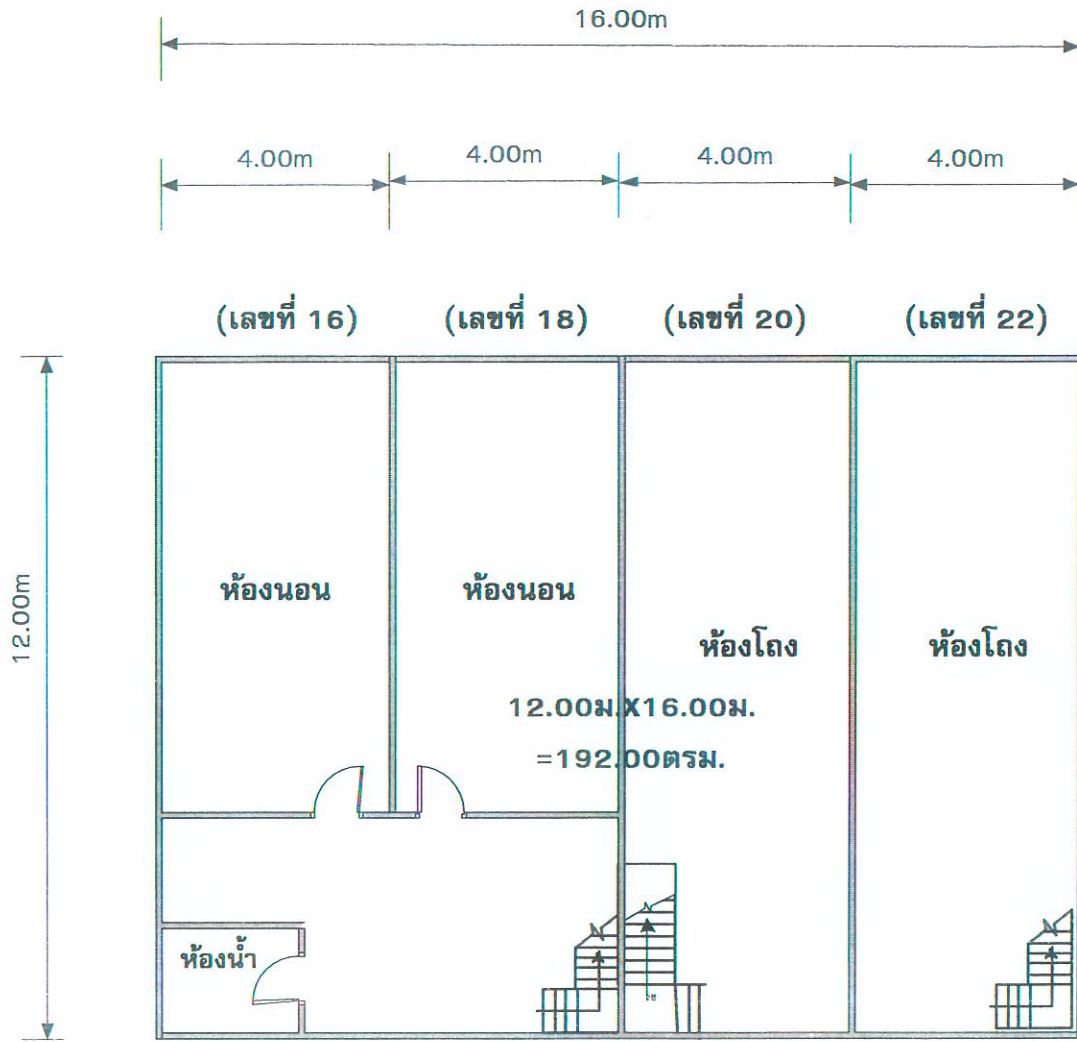 16.00m
4.00m 4.00m 4.00m 4.00m
(เลขที่ 16) (เลขที่ 18) (เลขที่ 20) (เลขที่ 22)
12.00m
ห้องนอน ห้องนอน
ห้องโถง ห้องโถง
12.00ม.X16.00ม.
=192.00ตรม.
ห้องน้ำ